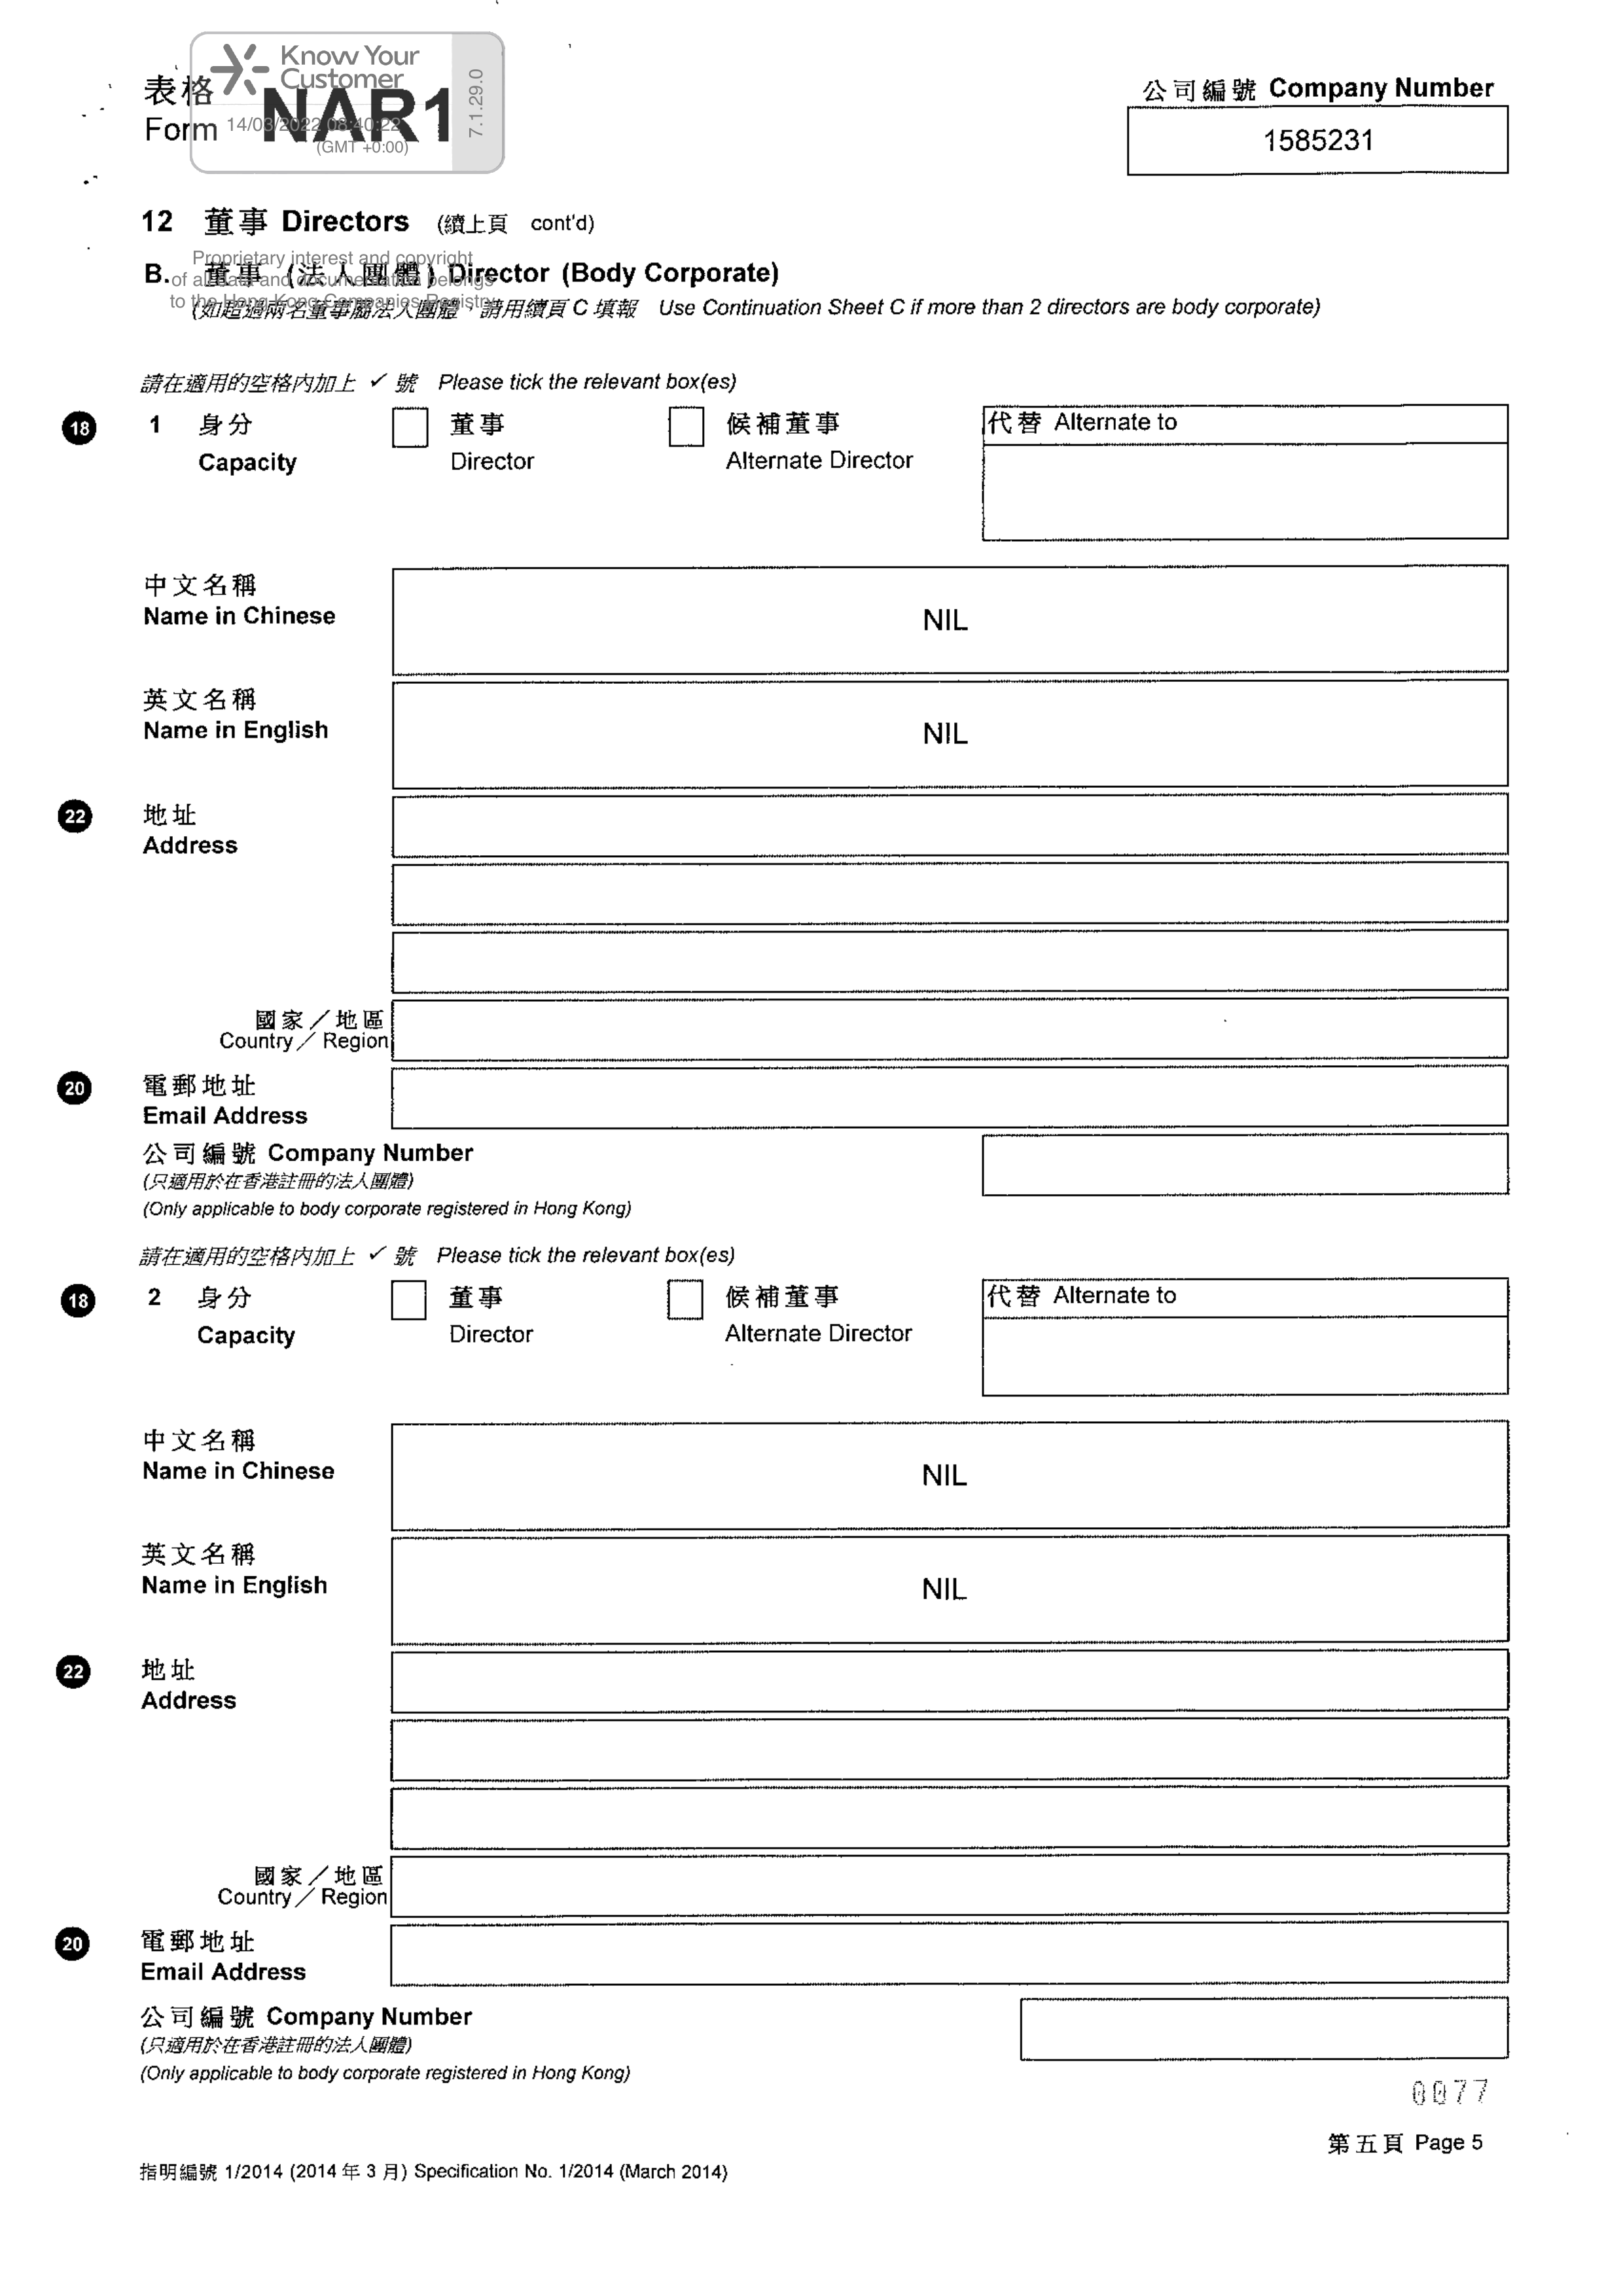 Know Your
Customer
7.1.29.0
14/03/2022 08:40:22
(GMT +0:00)
表格
Form NAR1
公司編號 Company Number
1585231
12 董事 Directors (續上頁 cont'd)
Proprietary interest and copyright
of all data and documentation belongs
to the Hong Kong Companies Registry
B. 董事 (法人團體) Director (Body Corporate)
(如超過兩名董事屬法人團體，請用續頁 C 填報 Use Continuation Sheet C if more than 2 directors are body corporate)
請在適用的空格內加上 ✓ 號 Please tick the relevant box(es)
18 1 身分 董事 候補董事 代替 Alternate to
Capacity Director Alternate Director
中文名稱
Name in Chinese NIL
英文名稱
Name in English NIL
22 地址
Address
國家／地區
Country／Region
20 電郵地址
Email Address
公司編號 Company Number
(只適用於在香港註冊的法人團體)
(Only applicable to body corporate registered in Hong Kong)
請在適用的空格內加上 ✓ 號 Please tick the relevant box(es)
18 2 身分 董事 候補董事 代替 Alternate to
Capacity Director Alternate Director
中文名稱
Name in Chinese NIL
英文名稱
Name in English NIL
22 地址
Address
國家／地區
Country／Region
20 電郵地址
Email Address
公司編號 Company Number
(只適用於在香港註冊的法人團體)
(Only applicable to body corporate registered in Hong Kong)
0077
第五頁 Page 5
指明編號 1/2014 (2014 年 3 月) Specification No. 1/2014 (March 2014)